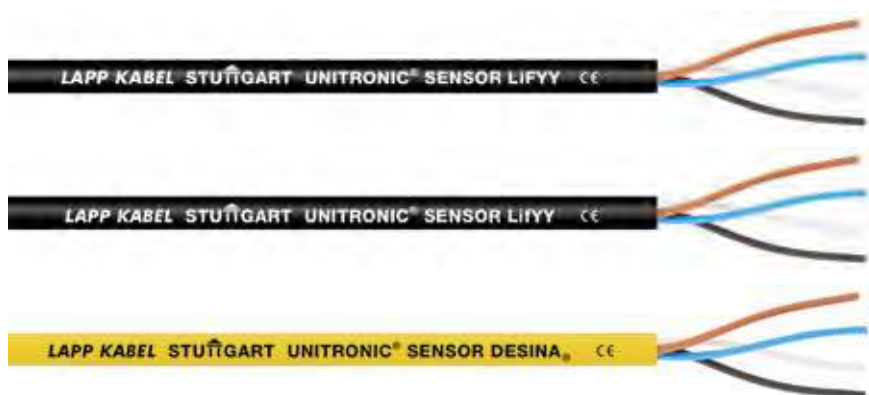 LAPP KABEL STUTTGART UNITRONIC® SENSOR LiFYY CE
LAPP KABEL STUTTGART UNITRONIC® SENSOR LifYY CE
LAPP KABEL STUTTGART UNITRONIC® SENSOR DESINA® CE